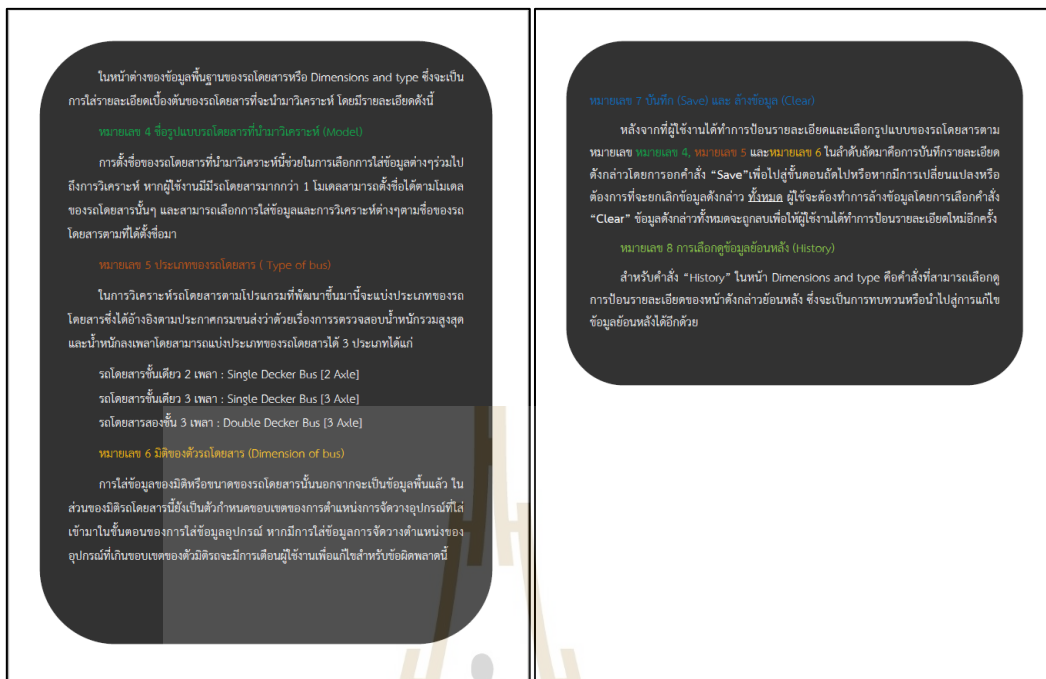 ในหน้าต่างของข้อมูลพื้นฐานของรถโดยสารหรือ Dimensions and type ซึ่งจะเป็น
การใส่รายละเอียดเบื้องต้นของรถโดยสารที่จะนำมาวิเคราะห์ โดยมีรายละเอียดดังนี้
หมายเลข 4 ชื่อรูปแบบรถโดยสารที่นำมาวิเคราะห์ (Model)
การตั้งชื่อของรถโดยสารที่นำมาวิเคราะห์นี้ช่วยในการเลือกการใส่ข้อมูลต่างๆร่วมไป
ถึงการวิเคราะห์ หากผู้ใช้งานมีมีรถโดยสารมากกว่า 1 โมเดลสามารถตั้งชื่อได้ตามโมเดล
ของรถโดยสารนั้นๆ และสามารถเลือกการใส่ข้อมูลและการวิเคราะห์ต่างๆตามชื่อของรถ
โดยสารตามที่ได้ตั้งชื่อมา
หมายเลข 5 ประเภทของรถโดยสาร ( Type of bus)
ในการวิเคราะห์รถโดยสารตามโปรแกรมที่พัฒนาขึ้นมานี้จะแบ่งประเภทของรถ
โดยสารซึ่งได้อ้างอิงตามประกาศกรมขนส่งว่าด้วยเรื่องการรตรวจสอบน้ำหนักรวมสูงสุด
และน้ำหนักลงเพลาโดยสามารถแบ่งประเภทของรถโดยสารได้ 3 ประเภทได้แก่
รถโดยสารชั้นเดียว 2 เพลา : Single Decker Bus [2 Axle]
รถโดยสารชั้นเดียว 3 เพลา : Single Decker Bus [3 Axle]
รถโดยสารสองชั้น 3 เพลา : Double Decker Bus [3 Axle]
หมายเลข 6 มิติของตัวรถโดยสาร (Dimension of bus)
การใส่ข้อมูลของมิติหรือขนาดของรถโดยสารนั้นนอกจากจะเป็นข้อมูลพื้นแล้ว ใน
ส่วนของมิติรถโดยสารนี้ยังเป็นตัวกำหนดขอบเขตของการตำแหน่งการจัดวางอุปกรณ์ที่ใส่
เข้ามาในขั้นตอนของการใส่ข้อมูลอุปกรณ์ หากมีการใส่ข้อมูลการจัดวางตำแหน่งของ
อุปกรณ์ที่เกินขอบเขตของตัวมิติรถจะมีการเตือนผู้ใช้งานเพื่อแก้ไขสำหรับข้อผิดพลาดนี้
หมายเลข 7 บันทึก (Save) และ ล้างข้อมูล (Clear)
หลังจากที่ผู้ใช้งานได้ทำการป้อนรายละเอียดและเลือกรูปแบบของรถโดยสารตาม
หมายเลข หมายเลข 4, หมายเลข 5 และหมายเลข 6 ในลำดับถัดมาคือการบันทึกรายละเอียด
ดังกล่าวโดยการอกคำสั่ง “Save”เพื่อไปสู่ขั้นตอนถัดไปหรือหากมีการเปลี่ยนแปลงหรือ
ต้องการที่จะยกเลิกข้อมูลดังกล่าว ทั้งหมด ผู้ใช้จะต้องทำการล้างข้อมูลโดยการเลือกคำสั่ง
“Clear” ข้อมูลดังกล่าวทั้งหมดจะถูกลบเพื่อให้ผู้ใช้งานได้ทำการป้อนรายละเอียดใหม่อีกครั้ง
หมายเลข 8 การเลือกดูข้อมูลย้อนหลัง (History)
สำหรับคำสั่ง “History” ในหน้า Dimensions and type คือคำสั่งที่สามารถเลือกดู
การป้อนรายละเอียดของหน้าดังกล่าวย้อนหลัง ซึ่งจะเป็นการทบทวนหรือนำไปสู่การแก้ไข
ข้อมูลย้อนหลังได้อีกด้วย